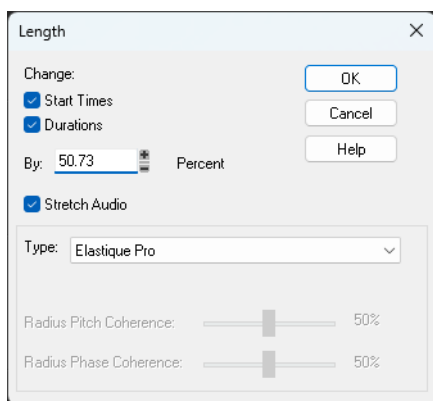 Length
Change:
OK
Start Times
Cancel
Durations
Help
By: 50.73 Percent
Stretch Audio
Type: Elastique Pro
Radius Pitch Coherence: 50%
Radius Phase Coherence: 50%